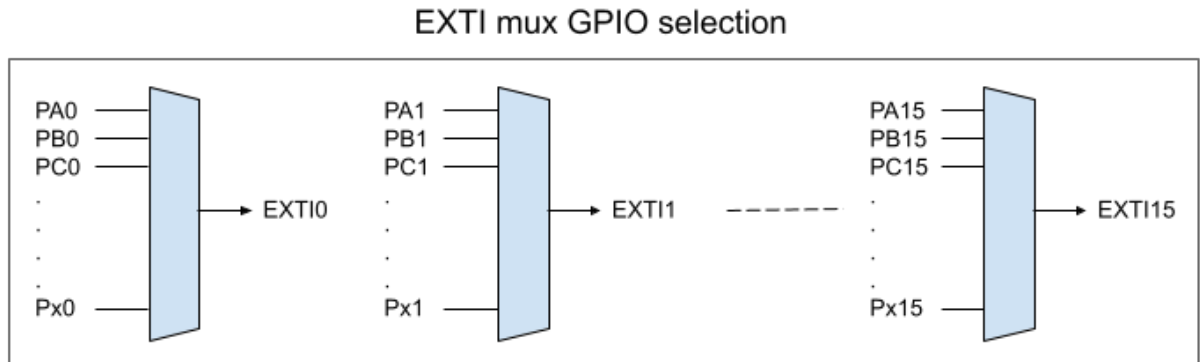 EXTI mux GPIO selection
PA0
PB0
PC0
.
.
.
.
Px0
EXTI0
PA1
PB1
PC1
.
.
.
.
Px1
EXTI1
PA15
PB15
PC15
.
.
.
.
Px15
EXTI15